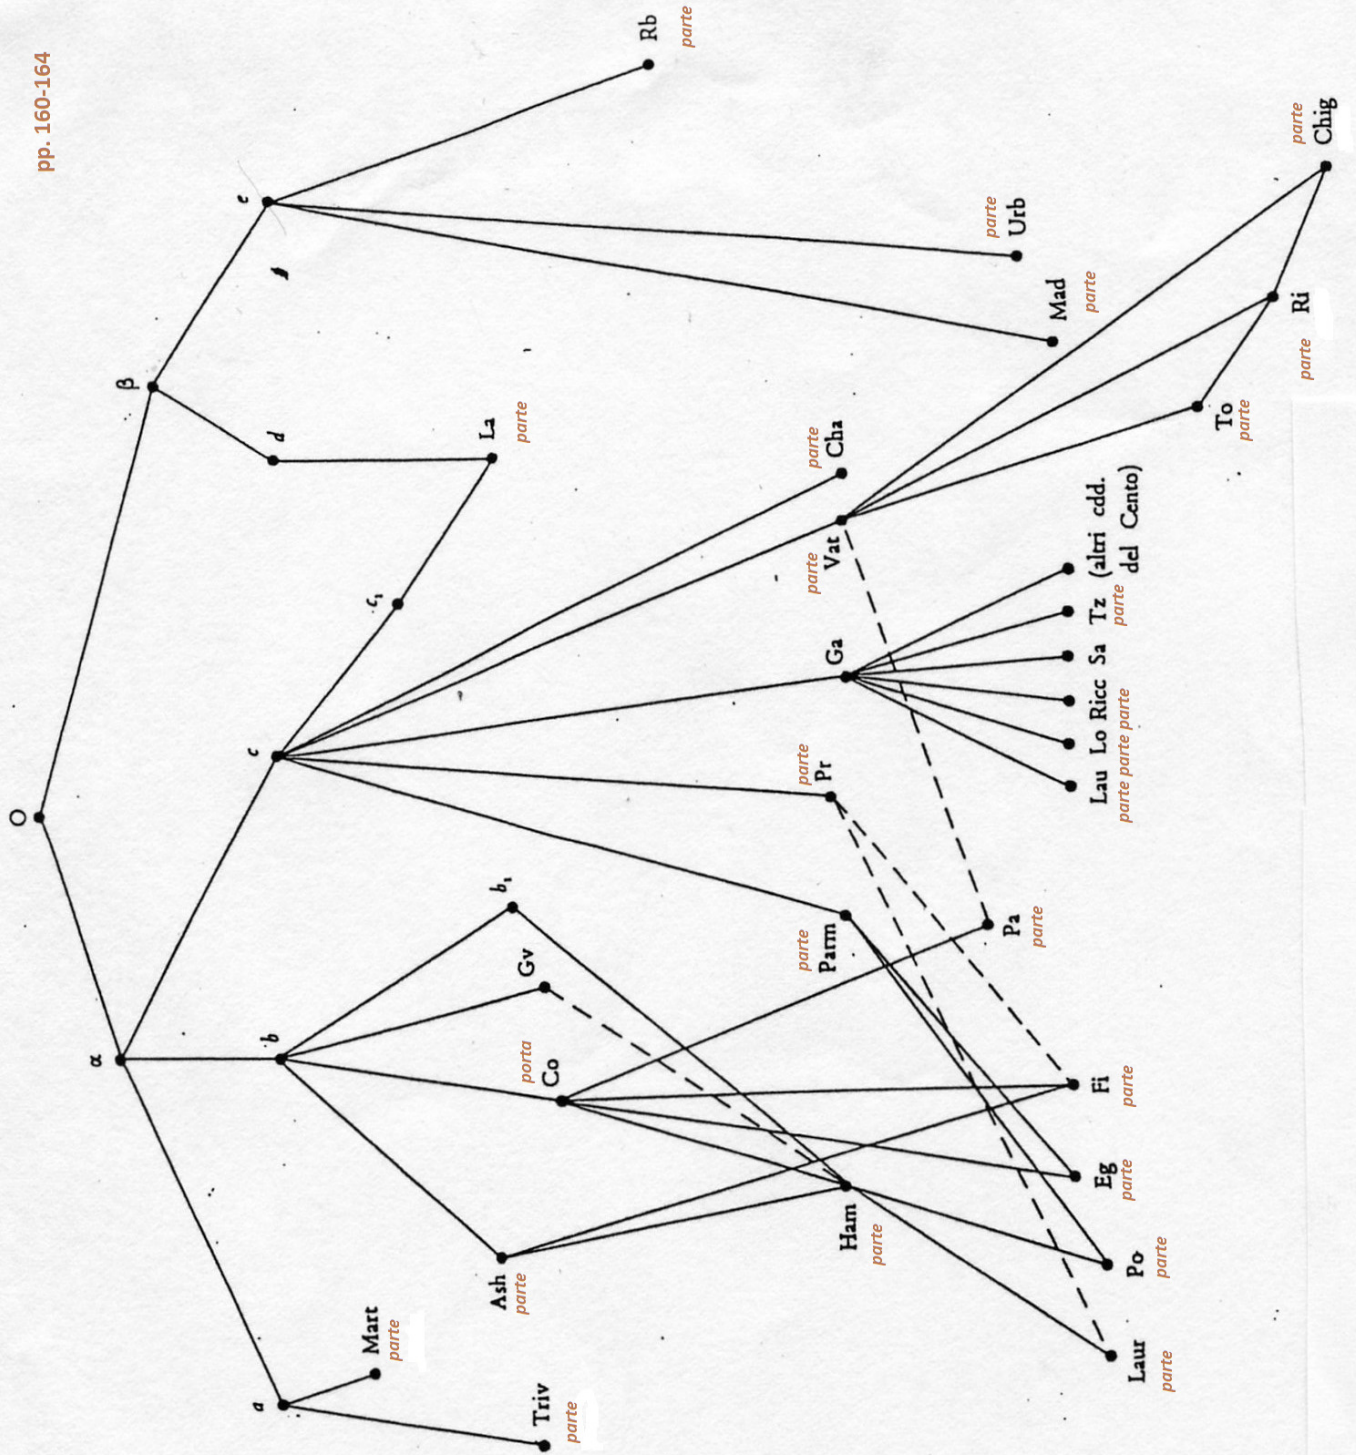 pp. 160-164
O
α
β
a
b
c
d
e
Mart
parte
Triv
parte
Ash
parte
porta
Co
Gv
b₁
c₁
La
parte
Rb
parte
Ham
parte
parte
Parm
parte
Pr
Ga
parte
Vat
parte
Cha
Mad
parte
parte
Urb
Laur
parte
Po
parte
Eg
parte
Fi
parte
Pa
parte
Lau Lo Ricc Sa Tz (altri cdd.
del Cento)
parte parte parte parte
To
parte
Ri
parte
parte
Chig